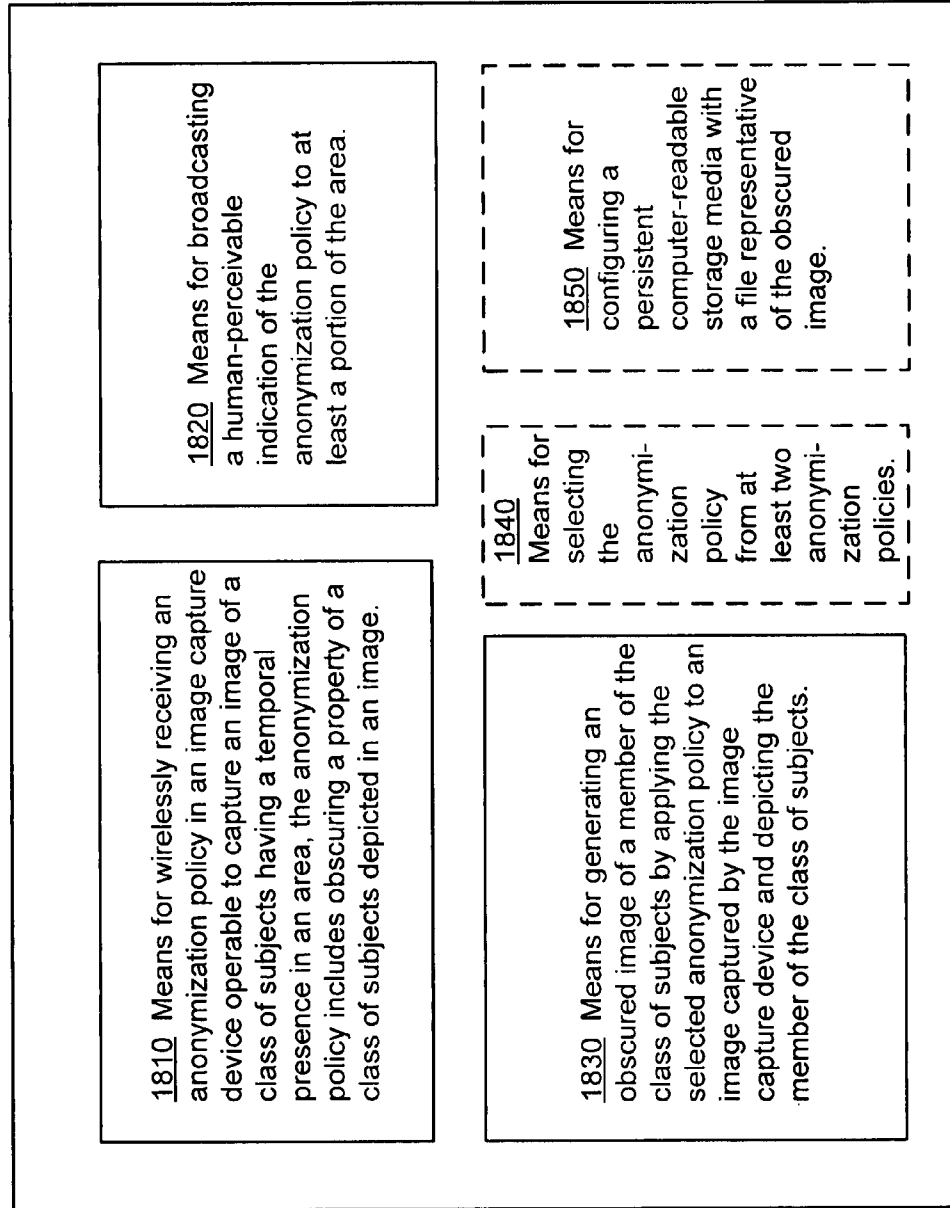 1810 Means for wirelessly receiving an
anonymization policy in an image capture
device operable to capture an image of a
class of subjects having a temporal
presence in an area, the anonymization
policy includes obscuring a property of a
class of subjects depicted in an image.
1820 Means for broadcasting
a human-perceivable
indication of the
anonymization policy to at
least a portion of the area.
1830 Means for generating an
obscured image of a member of the
class of subjects by applying the
selected anonymization policy to an
image captured by the image
capture device and depicting the
member of the class of subjects.
1840
Means for
selecting
the
anonymi-
zation
policy
from at
least two
anonymi-
zation
policies.
1850 Means for
configuring a
persistent
computer-readable
storage media with
a file representative
of the obscured
image.